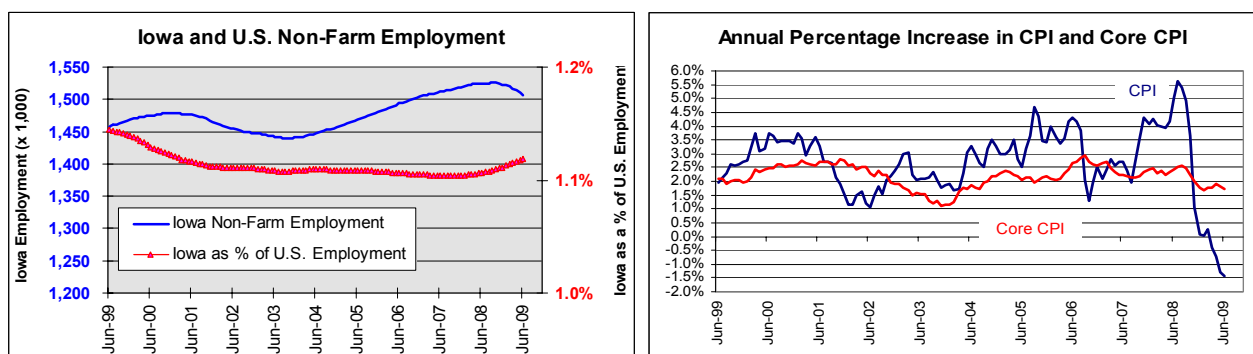 Iowa and U.S. Non-Farm Employment
Iowa Employment (x 1,000)
1,550
1,500
1,450
1,400
1,350
1,300
1,250
1,200
Iowa Non-Farm Employment
Iowa as % of U.S. Employment
1.2%
1.1%
1.0%
Iowa as a % of U.S. Employment
Jun-99
Jun-00
Jun-01
Jun-02
Jun-03
Jun-04
Jun-05
Jun-06
Jun-07
Jun-08
Jun-09
Annual Percentage Increase in CPI and Core CPI
6.0%
5.5%
5.0%
4.5%
4.0%
3.5%
3.0%
2.5%
2.0%
1.5%
1.0%
0.5%
0.0%
-0.5%
-1.0%
-1.5%
-2.0%
CPI
Core CPI
Jun-99
Jun-00
Jun-01
Jun-02
Jun-03
Jun-04
Jun-05
Jun-06
Jun-07
Jun-08
Jun-09